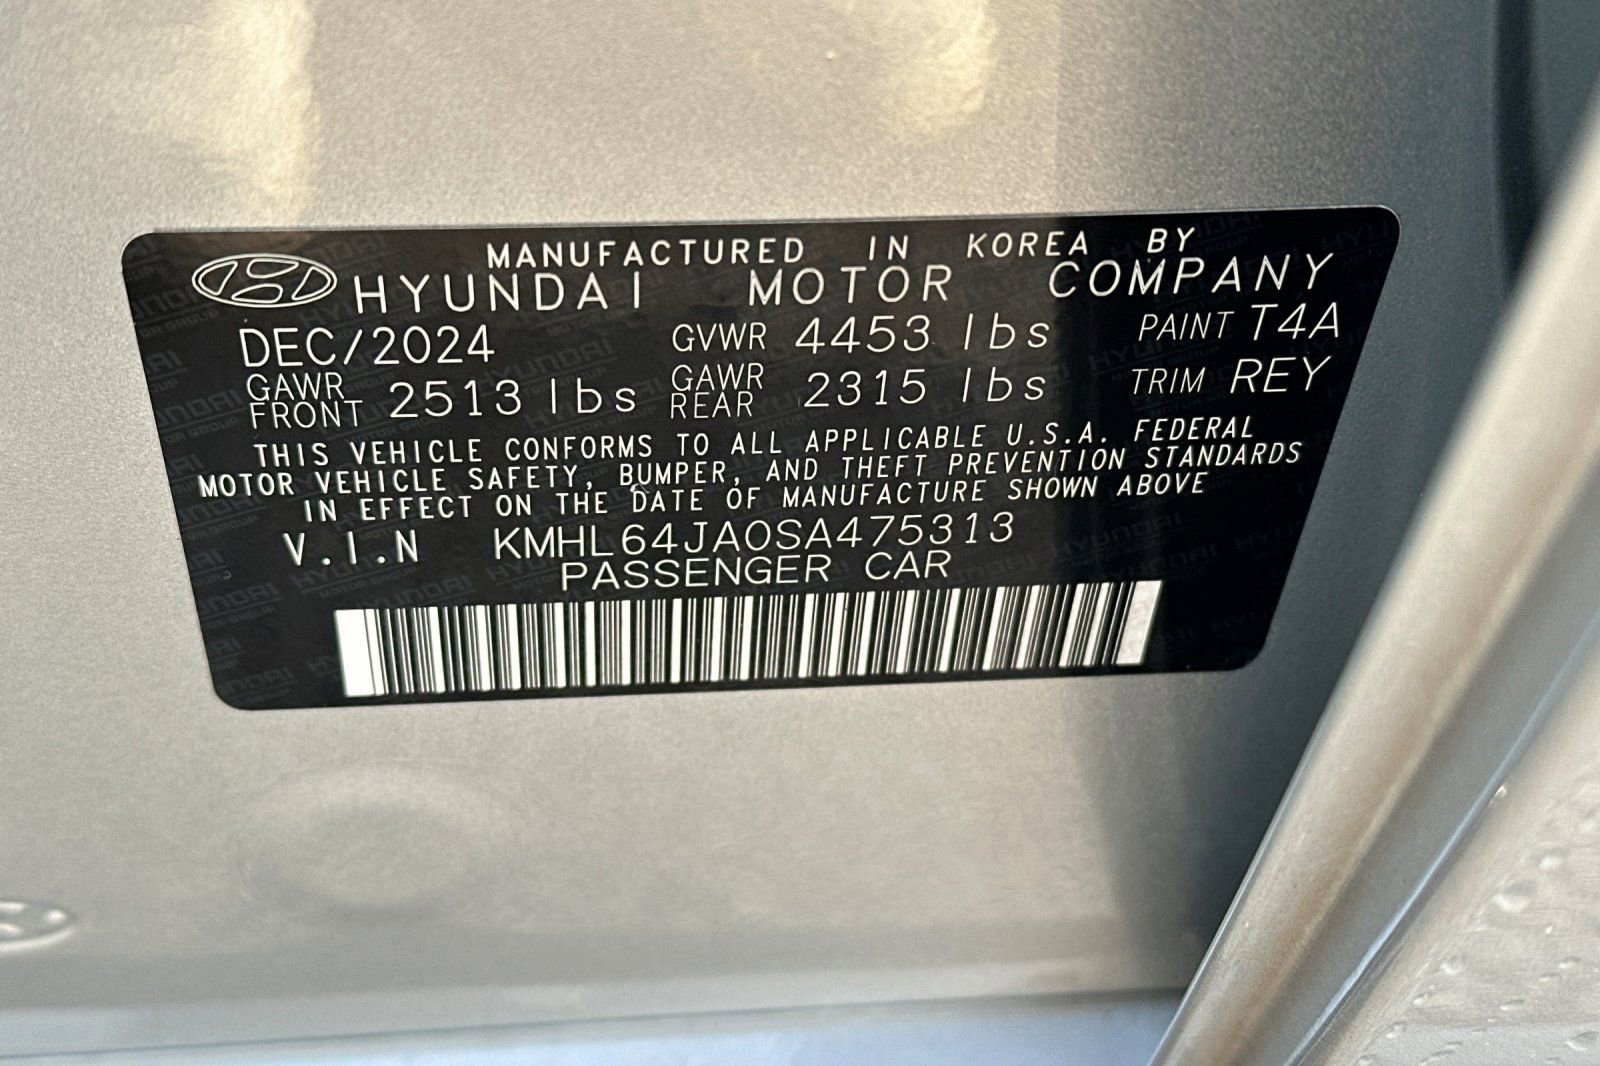 MANUFACTURED IN KOREA BY
HYUNDAI MOTOR COMPANY
DEC/2024 GVWR 4453 lbs PAINT T4A
GAWR FRONT 2513 lbs GAWR REAR 2315 lbs TRIM REY
THIS VEHICLE CONFORMS TO ALL APPLICABLE U.S.A. FEDERAL
MOTOR VEHICLE SAFETY, BUMPER, AND THEFT PREVENTION STANDARDS
IN EFFECT ON THE DATE OF MANUFACTURE SHOWN ABOVE
V.I.N KMHL64JA0SA475313
PASSENGER CAR